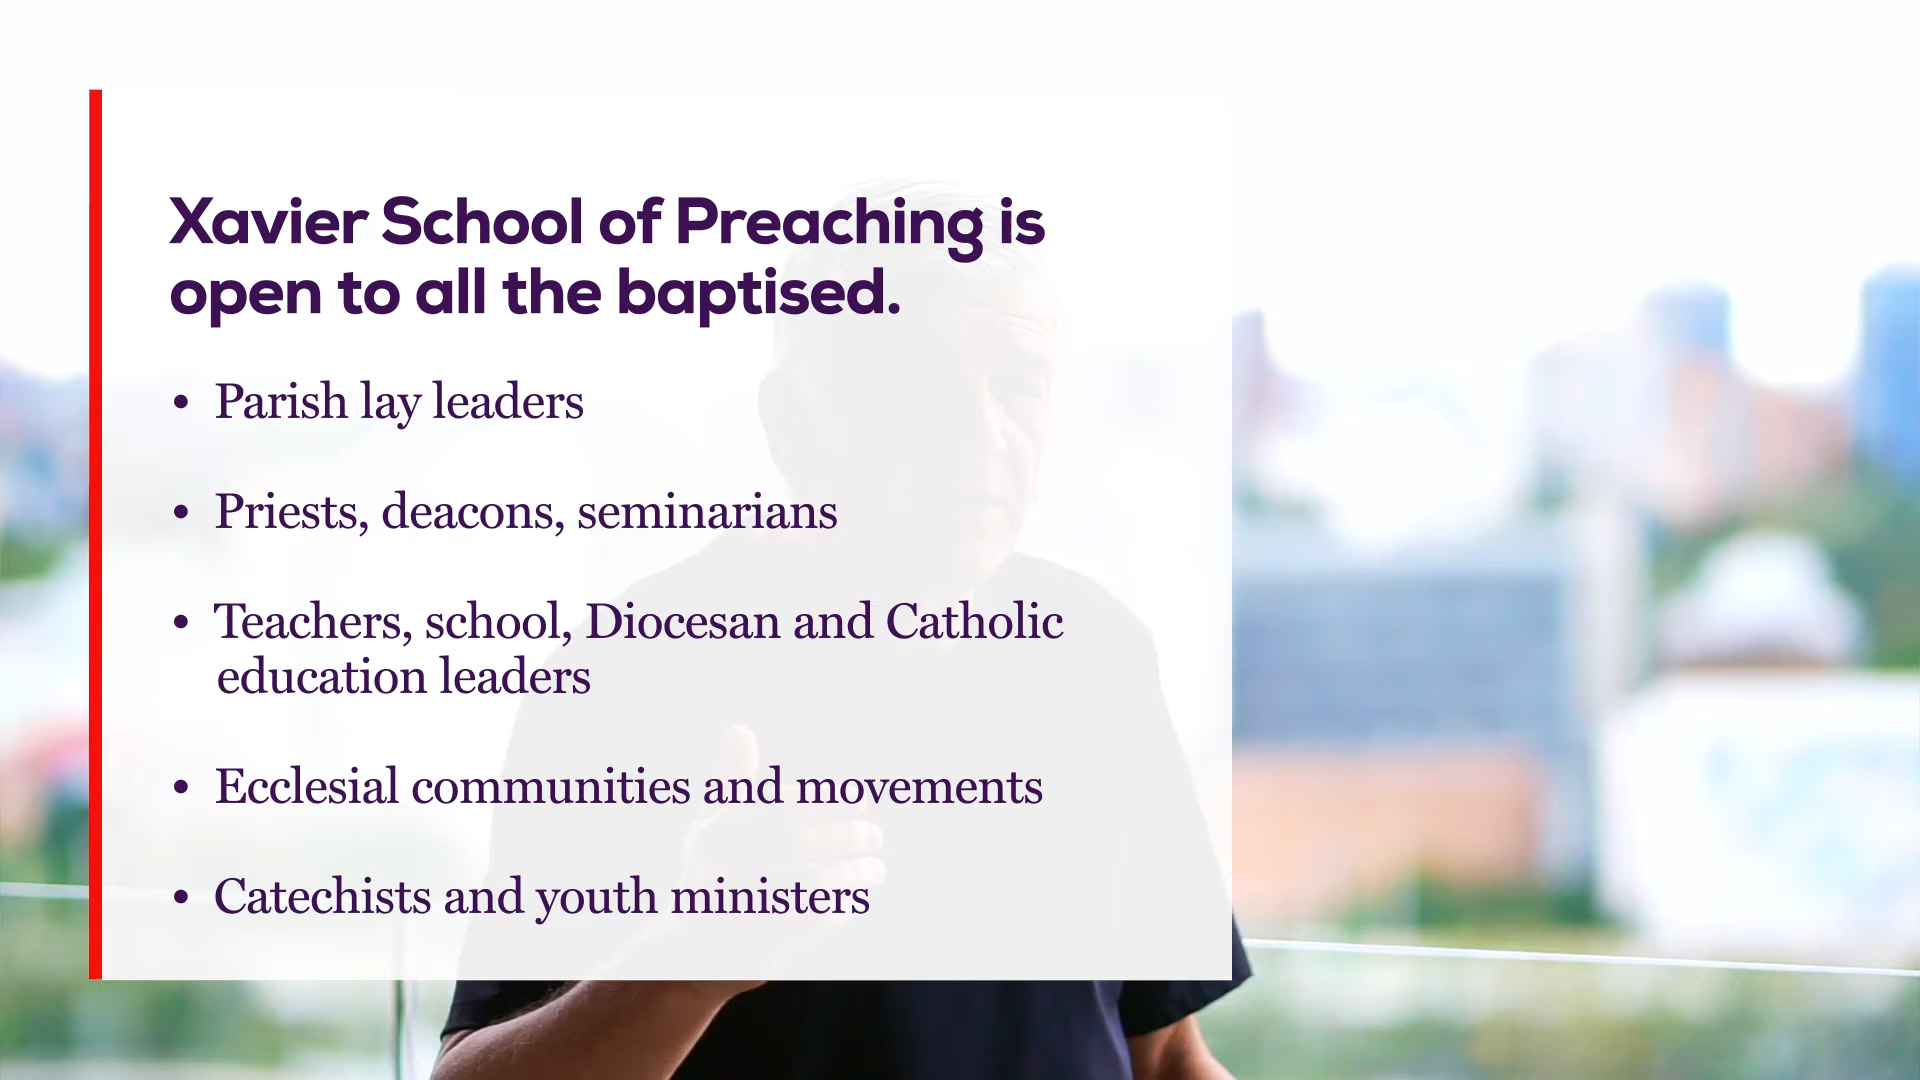 Xavier School of Preaching is
open to all the baptised.
• Parish lay leaders
• Priests, deacons, seminarians
• Teachers, school, Diocesan and Catholic
education leaders
• Ecclesial communities and movements
• Catechists and youth ministers